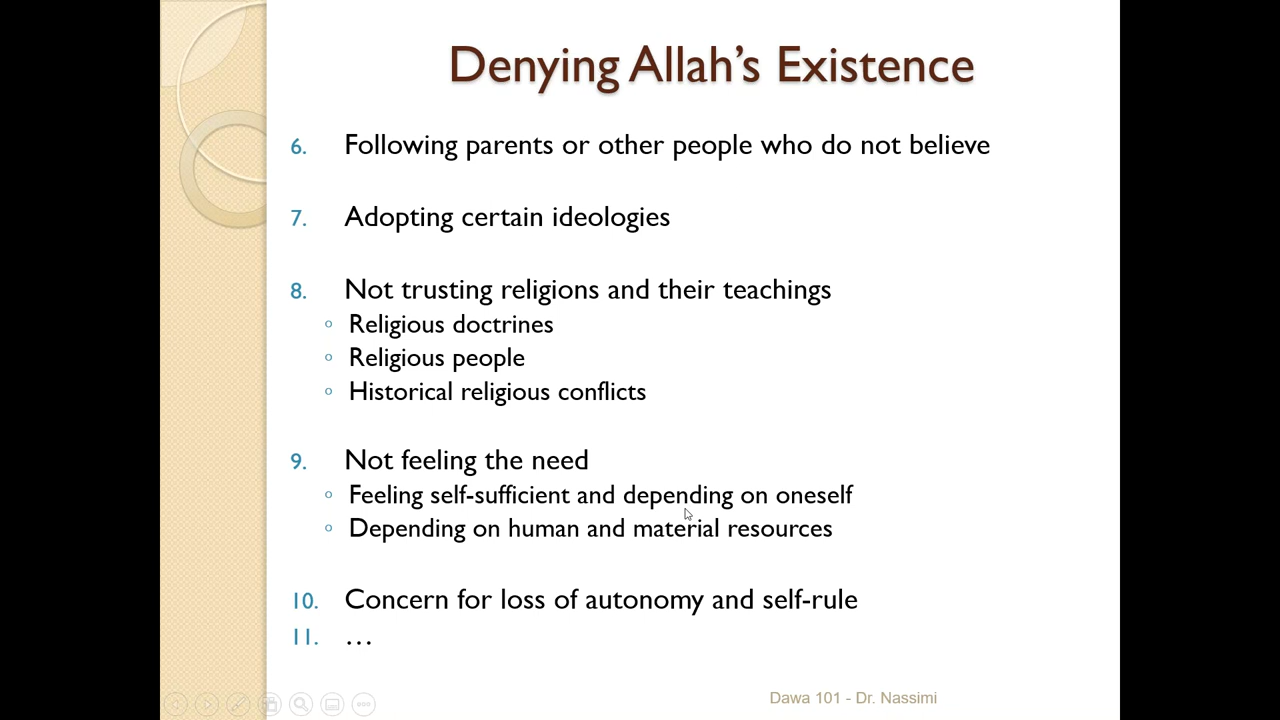 Denying Allah’s Existence
6. Following parents or other people who do not believe
7. Adopting certain ideologies
8. Not trusting religions and their teachings
◦ Religious doctrines
◦ Religious people
◦ Historical religious conflicts
9. Not feeling the need
◦ Feeling self-sufficient and depending on oneself
◦ Depending on human and material resources
10. Concern for loss of autonomy and self-rule
11. …
Dawa 101 - Dr. Nassimi